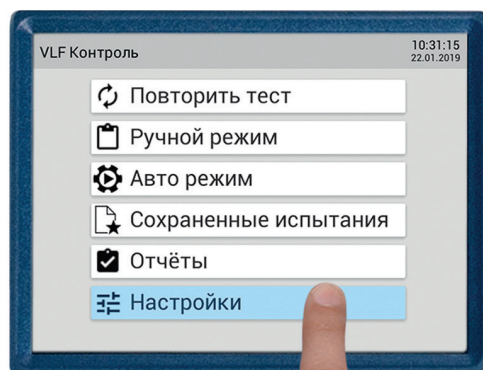 VLF Контроль
10:31:15
22.01.2019
Повторить тест
Ручной режим
Авто режим
Сохраненные испытания
Отчёты
Настройки